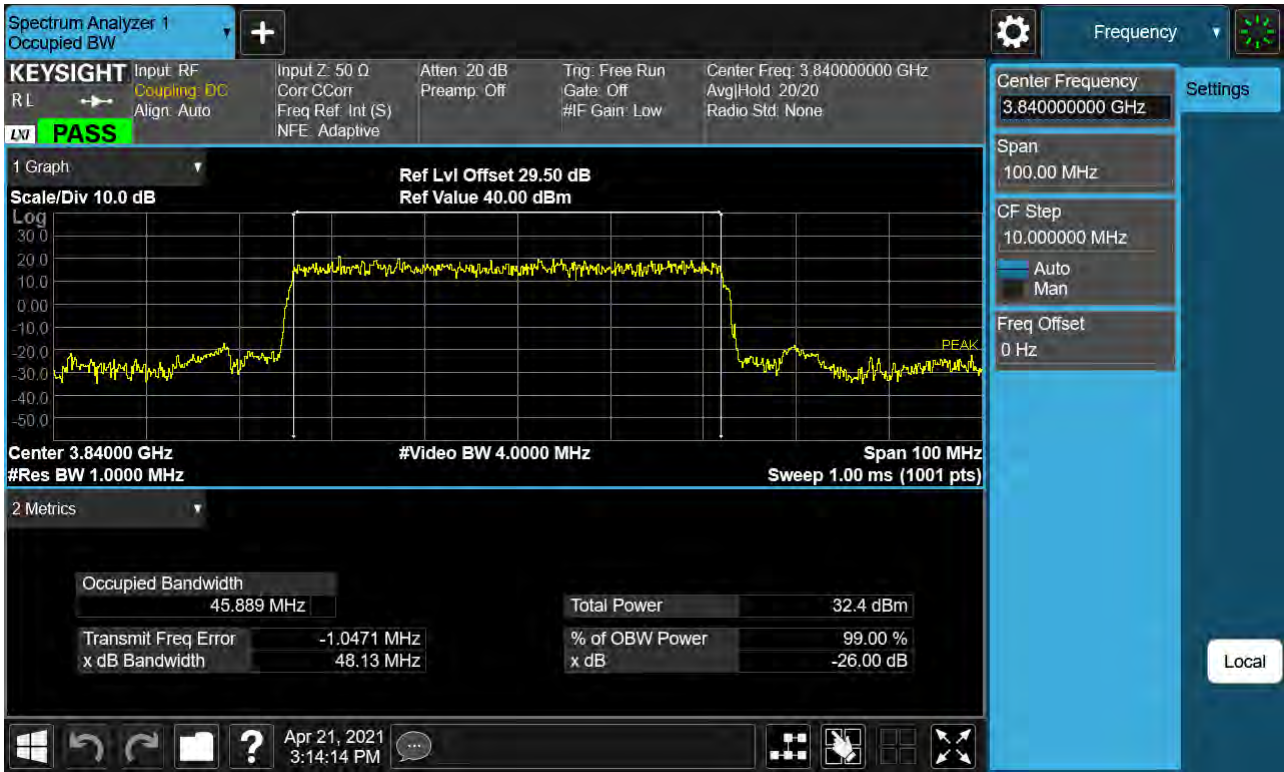 Spectrum Analyzer 1
Occupied BW
+
Frequency
KEYSIGHT
RL
LXI
PASS
Input: RF
Coupling: DC
Align: Auto
Input Z: 50 Ω
Corr CCorr
Freq Ref: Int (S)
NFE: Adaptive
Atten: 20 dB
Preamp: Off
Trig: Free Run
Gate: Off
#IF Gain: Low
Center Freq: 3.840000000 GHz
Avg|Hold: 20/20
Radio Std: None
Center Frequency
3.840000000 GHz
Settings
Span
100.00 MHz
CF Step
10.000000 MHz
Auto
Man
Freq Offset
0 Hz
1 Graph
Scale/Div 10.0 dB
Ref Lvl Offset 29.50 dB
Ref Value 40.00 dBm
Log
30.0
20.0
10.0
0.00
-10.0
-20.0
-30.0
-40.0
-50.0
PEAK
Center 3.84000 GHz
#Video BW 4.0000 MHz
Span 100 MHz
#Res BW 1.0000 MHz
Sweep 1.00 ms (1001 pts)
2 Metrics
Occupied Bandwidth
45.889 MHz
Transmit Freq Error -1.0471 MHz
x dB Bandwidth 48.13 MHz
Total Power 32.4 dBm
% of OBW Power 99.00 %
x dB -26.00 dB
Local
?
Apr 21, 2021
3:14:14 PM